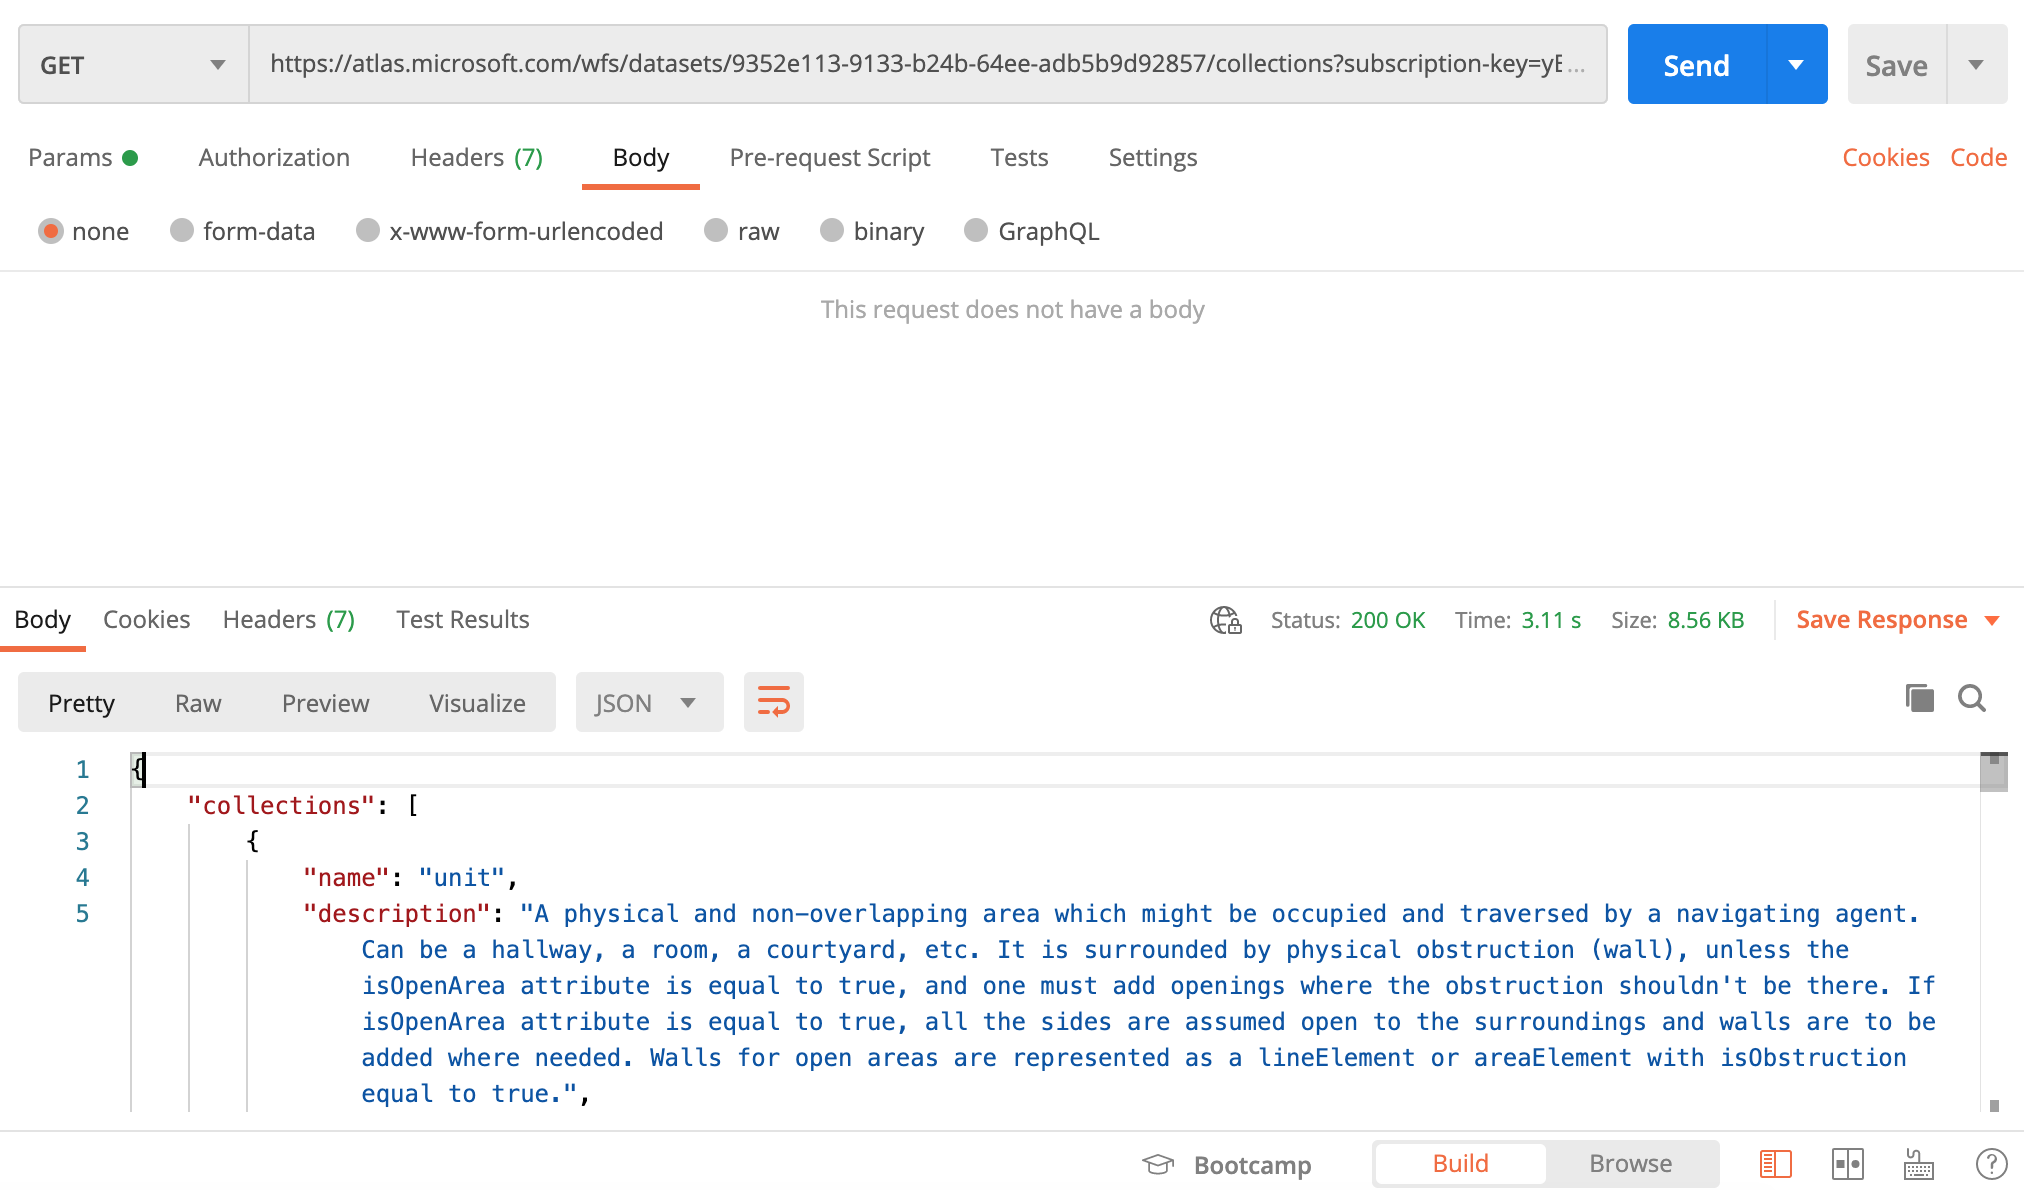 GET https://atlas.microsoft.com/wfs/datasets/9352e113-9133-b24b-64ee-adb5b9d92857/collections?subscription-key=yE... Send Save
Params Authorization Headers (7) Body Pre-request Script Tests Settings Cookies Code
none form-data x-www-form-urlencoded raw binary GraphQL
This request does not have a body
Body Cookies Headers (7) Test Results Status: 200 OK Time: 3.11 s Size: 8.56 KB Save Response
Pretty Raw Preview Visualize JSON
1 {
2 "collections": [
3 {
4 "name": "unit",
5 "description": "A physical and non-overlapping area which might be occupied and traversed by a navigating agent.
Can be a hallway, a room, a courtyard, etc. It is surrounded by physical obstruction (wall), unless the
isOpenArea attribute is equal to true, and one must add openings where the obstruction shouldn't be there. If
isOpenArea attribute is equal to true, all the sides are assumed open to the surroundings and walls are to be
added where needed. Walls for open areas are represented as a lineElement or areaElement with isObstruction
equal to true.",
Bootcamp Build Browse ?